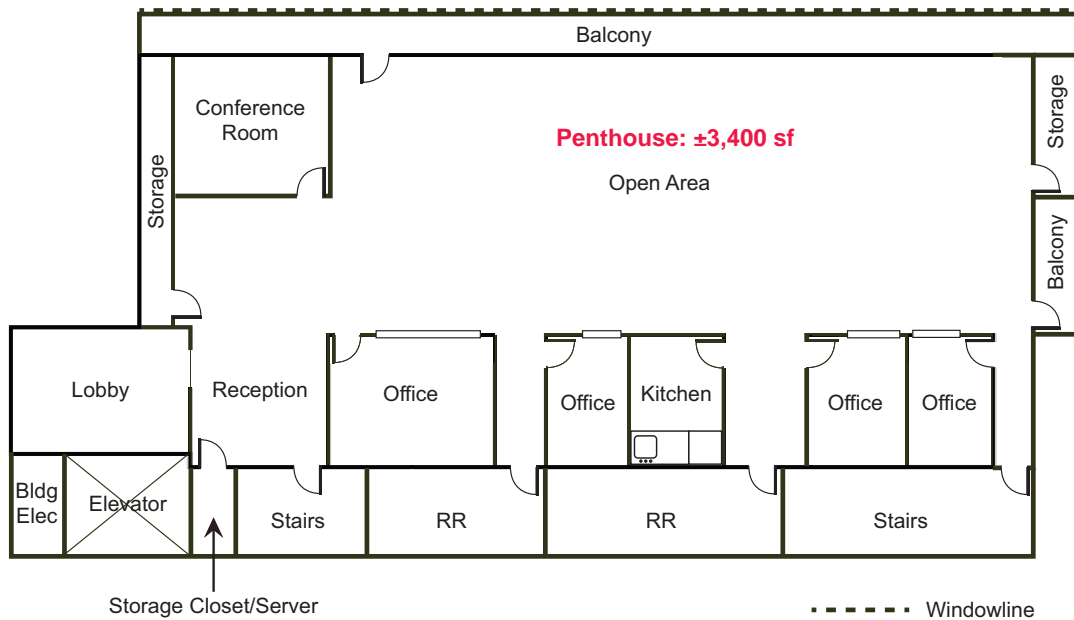 Balcony
Conference
Room
Penthouse: ±3,400 sf
Open Area
Storage
Storage
Balcony
Lobby
Reception
Office
Office
Kitchen
Office
Office
Bldg
Elec
Elevator
Stairs
RR
RR
Stairs
Storage Closet/Server
Windowline